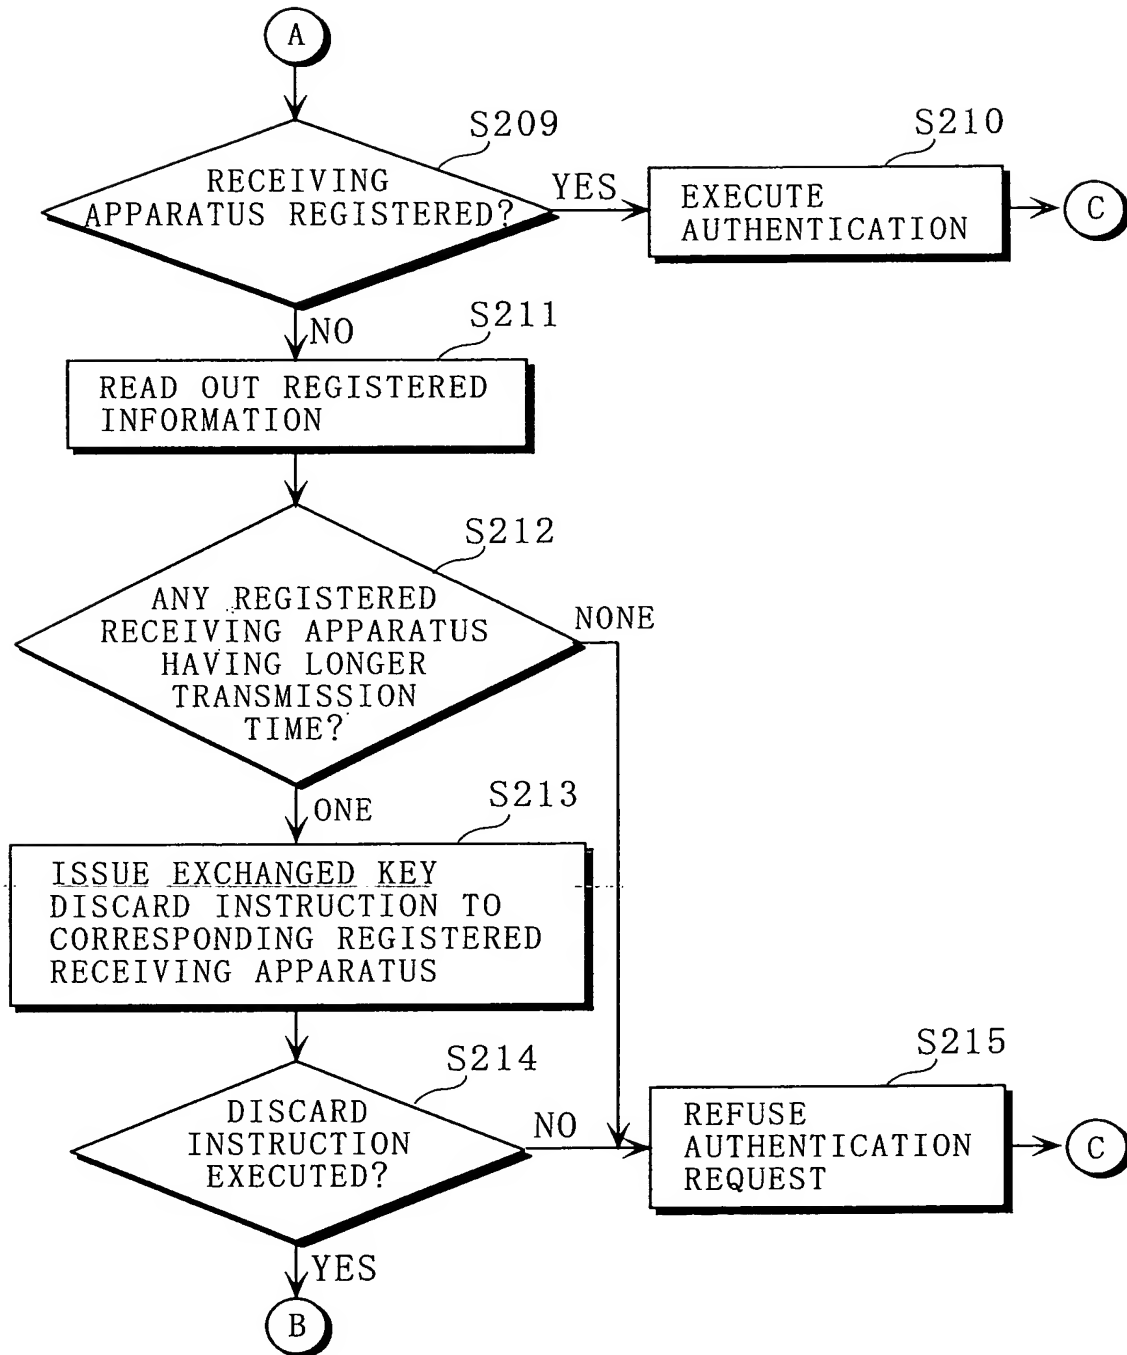 A
S209
RECEIVING
APPARATUS REGISTERED?
YES
S210
EXECUTE
AUTHENTICATION
C
NO
S211
READ OUT REGISTERED
INFORMATION
S212
ANY REGISTERED
RECEIVING APPARATUS
HAVING LONGER
TRANSMISSION
TIME?
NONE
ONE
S213
ISSUE EXCHANGED KEY
DISCARD INSTRUCTION TO
CORRESPONDING REGISTERED
RECEIVING APPARATUS
S214
DISCARD
INSTRUCTION
EXECUTED?
NO
S215
REFUSE
AUTHENTICATION
REQUEST
C
YES
B